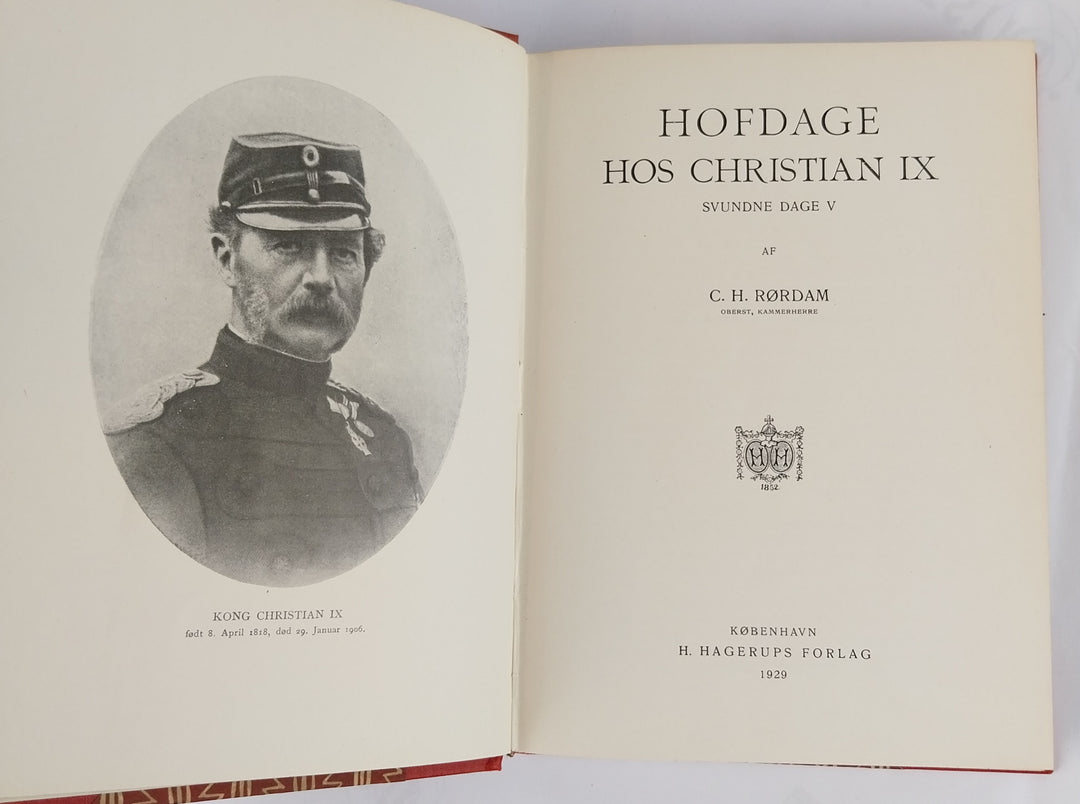 KONG CHRISTIAN IX
født 8. April 1818, død 29. Januar 1906.
HOFDAGE
HOS CHRISTIAN IX
SVUNDNE DAGE V
AF
C. H. RØRDAM
OBERST, KAMMERHERRE
H H
1852
KØBENHAVN
H. HAGERUPS FORLAG
1929